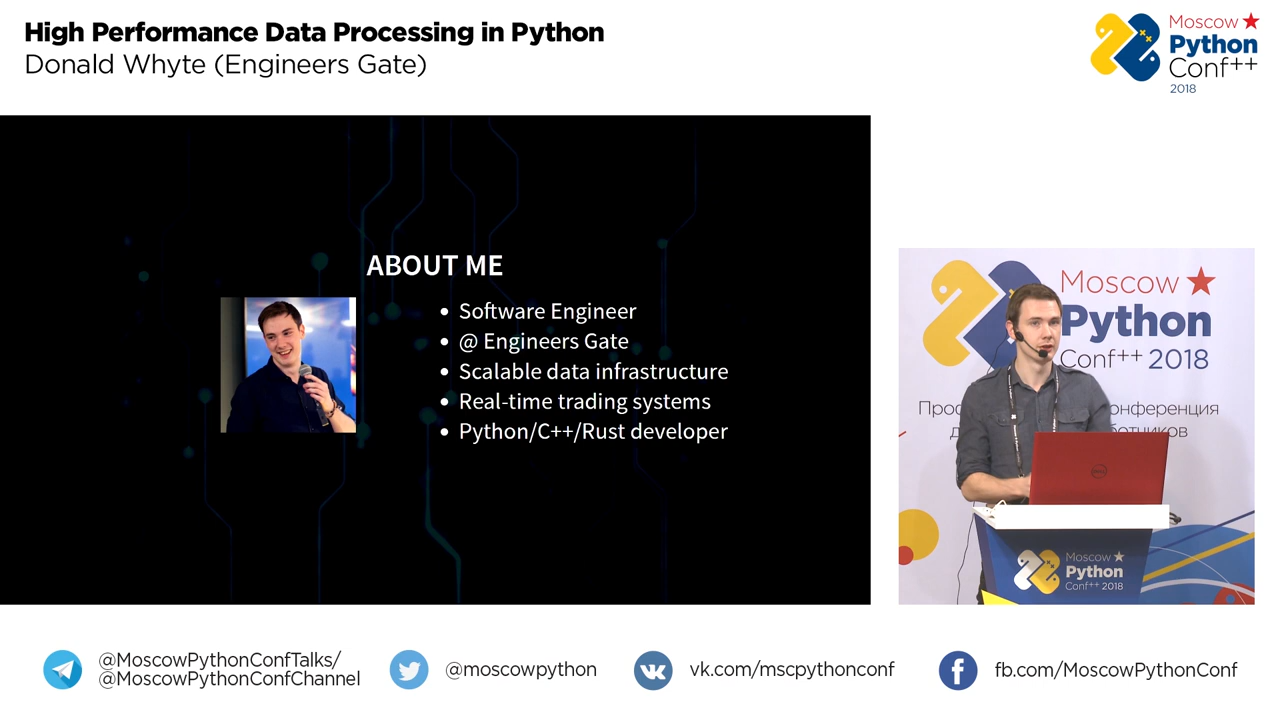 High Performance Data Processing in Python
Donald Whyte (Engineers Gate)
Moscow
Python
Conf++
2018
ABOUT ME
Software Engineer
@ Engineers Gate
Scalable data infrastructure
Real-time trading systems
Python/C++/Rust developer
Moscow
Python
Conf++ 2018
онференция
DELL
Moscow
Python
Conf++ 2018
@MoscowPythonConfTalks/
@MoscowPythonConfChannel
@moscowpython
vk.com/mscpythonconf
fb.com/MoscowPythonConf